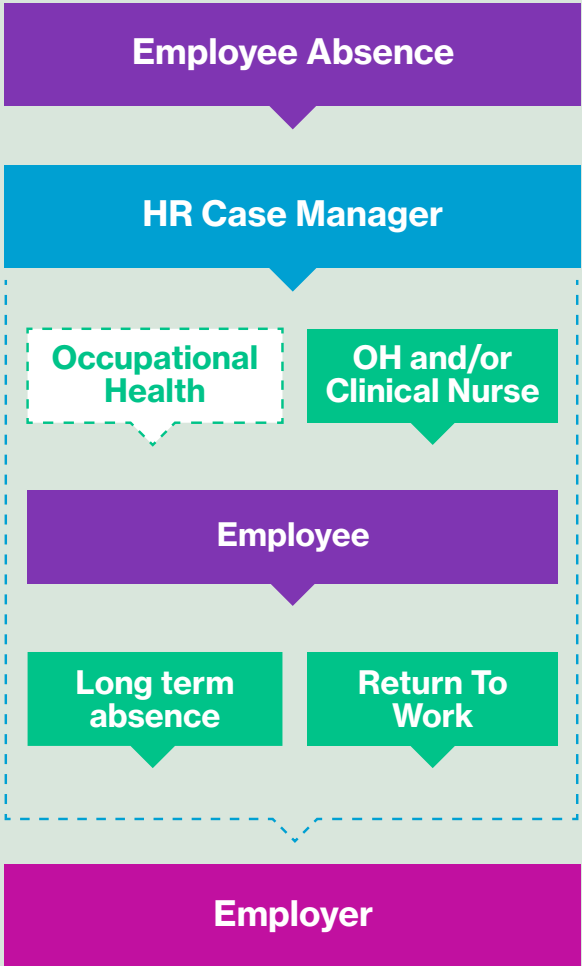 Employee Absence
HR Case Manager
Occupational
Health
OH and/or
Clinical Nurse
Employee
Long term
absence
Return To
Work
Employer